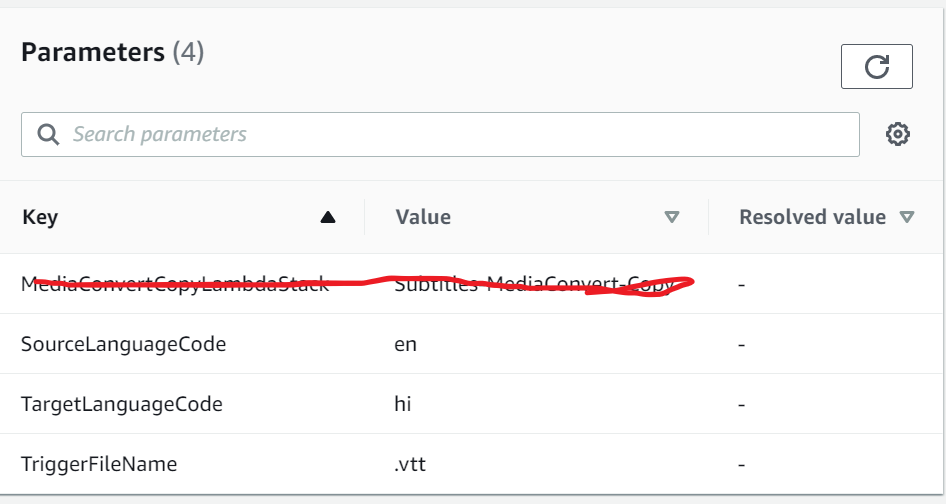 Parameters (4)
Search parameters
Key Value Resolved value
MediaConvertCopyLambdaStack Subtitles-MediaConvert-Copy -
SourceLanguageCode en -
TargetLanguageCode hi -
TriggerFileName .vtt -